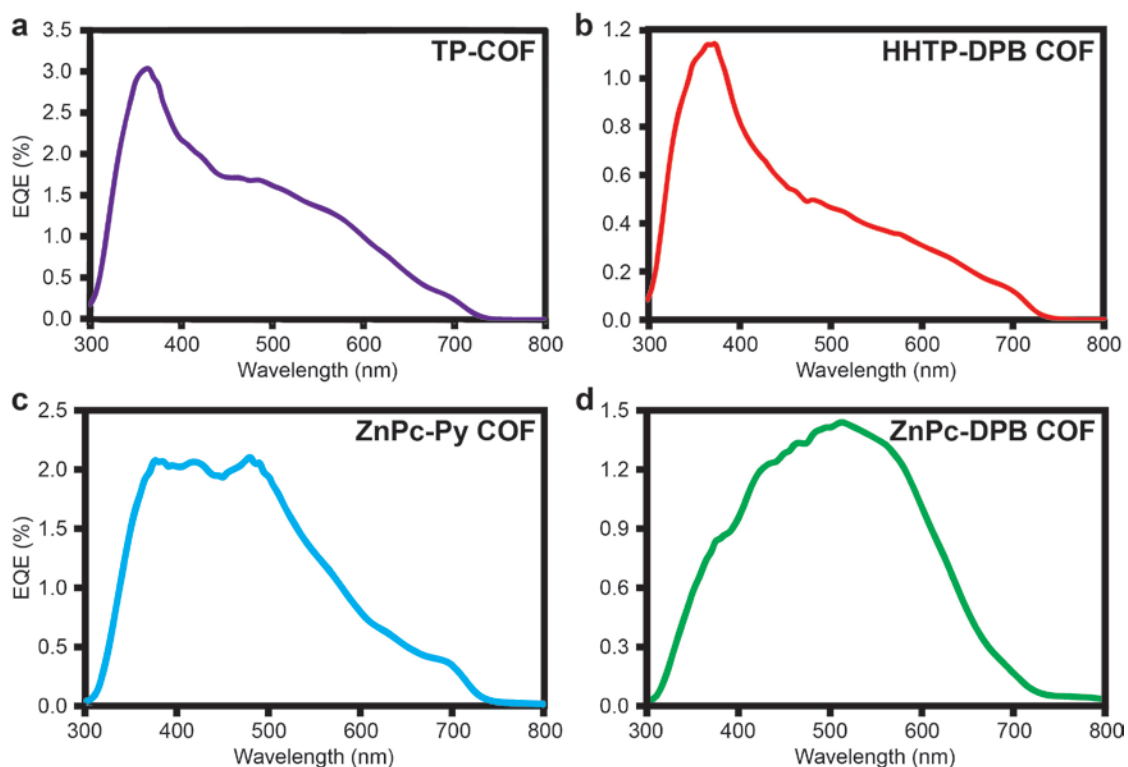 a
TP-COF
EQE (%)
3.5
3.0
2.5
2.0
1.5
1.0
0.5
0.0
300 400 500 600 700 800
Wavelength (nm)
b
HHTP-DPB COF
1.2
1.0
0.8
0.6
0.4
0.2
0.0
300 400 500 600 700 800
Wavelength (nm)
c
ZnPc-Py COF
EQE (%)
2.5
2.0
1.5
1.0
0.5
0.0
300 400 500 600 700 800
Wavelength (nm)
d
ZnPc-DPB COF
1.5
1.2
0.9
0.6
0.3
0.0
300 400 500 600 700 800
Wavelength (nm)